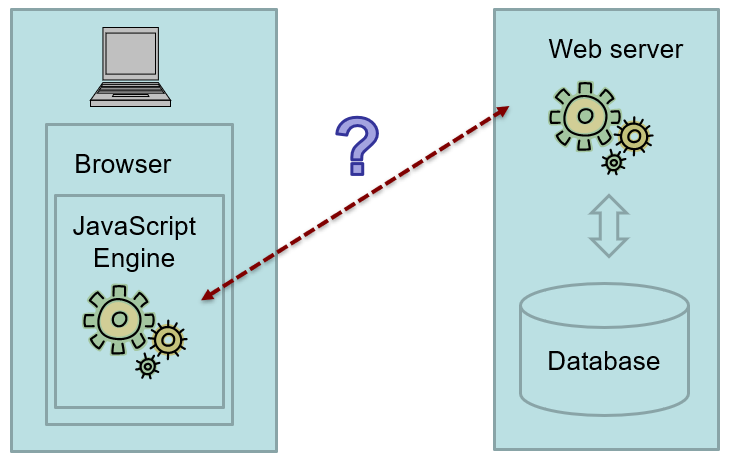 Browser
JavaScript
Engine
?
Web server
Database